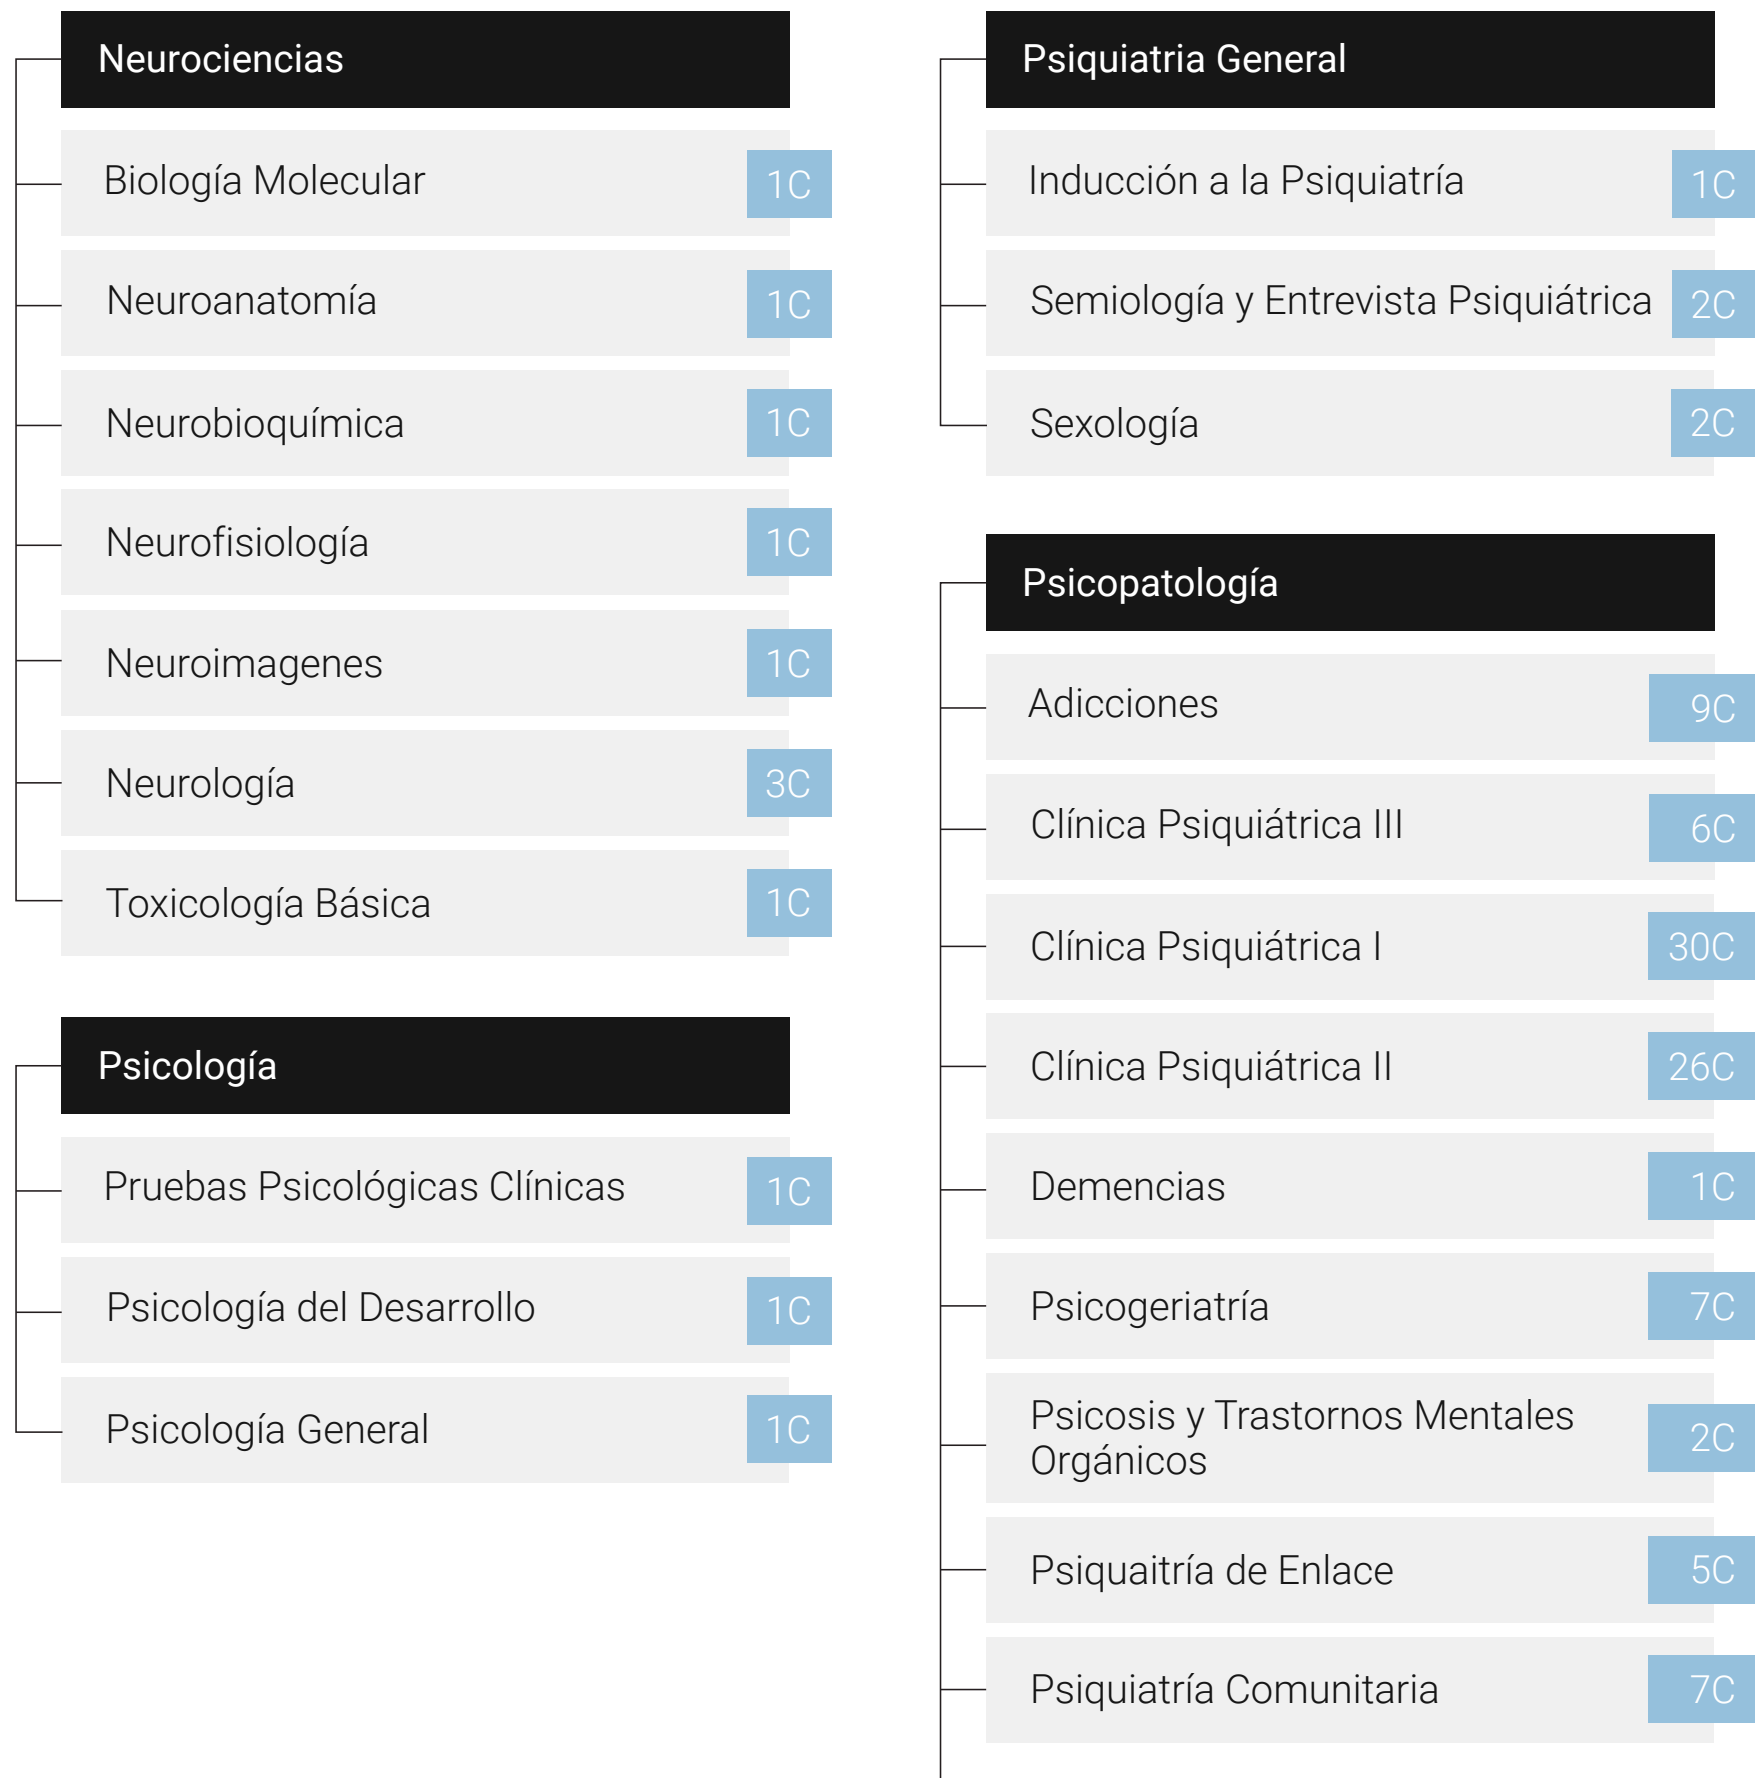 Neurociencias
Biología Molecular 1C
Neuroanatomía 1C
Neurobioquímica 1C
Neurofisiología 1C
Neuroimagenes 1C
Neurología 3C
Toxicología Básica 1C
Psicología
Pruebas Psicológicas Clínicas 1C
Psicología del Desarrollo 1C
Psicología General 1C
Psiquiatria General
Inducción a la Psiquiatría 1C
Semiología y Entrevista Psiquiátrica 2C
Sexología 2C
Psicopatología
Adicciones 9C
Clínica Psiquiátrica III 6C
Clínica Psiquiátrica I 30C
Clínica Psiquiátrica II 26C
Demencias 1C
Psicogeriatría 7C
Psicosis y Trastornos Mentales
Orgánicos 2C
Psiquaitría de Enlace 5C
Psiquiatría Comunitaria 7C